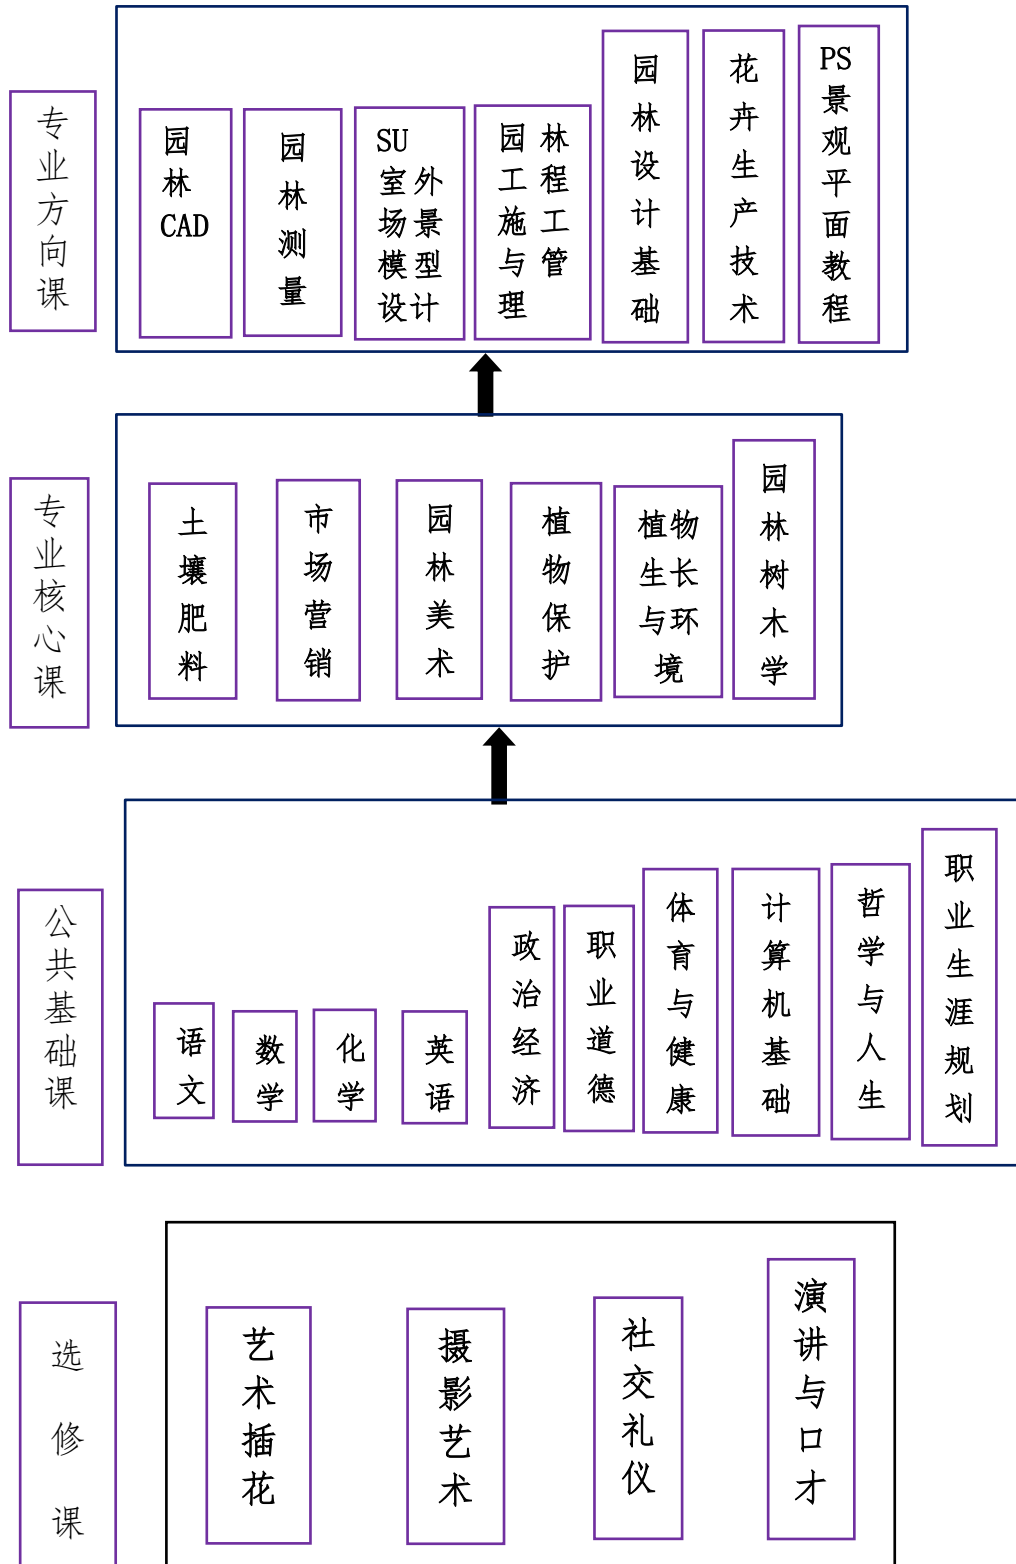 专业方向课
园林
CAD
园林测量
SU
室外
场景
模型
设计
园林
工程
施工
与管
理
园林设计基础
花卉生产技术
PS
景观平面教程
专业核心课
土壤肥料
市场营销
园林美术
植物保护
植物
生长
与环
境
园林树木学
公共基础课
语文
数学
化学
英语
政治经济
职业道德
体育与健康
计算机基础
哲学与人生
职业生涯规划
选修课
艺术插花
摄影艺术
社交礼仪
演讲与口才